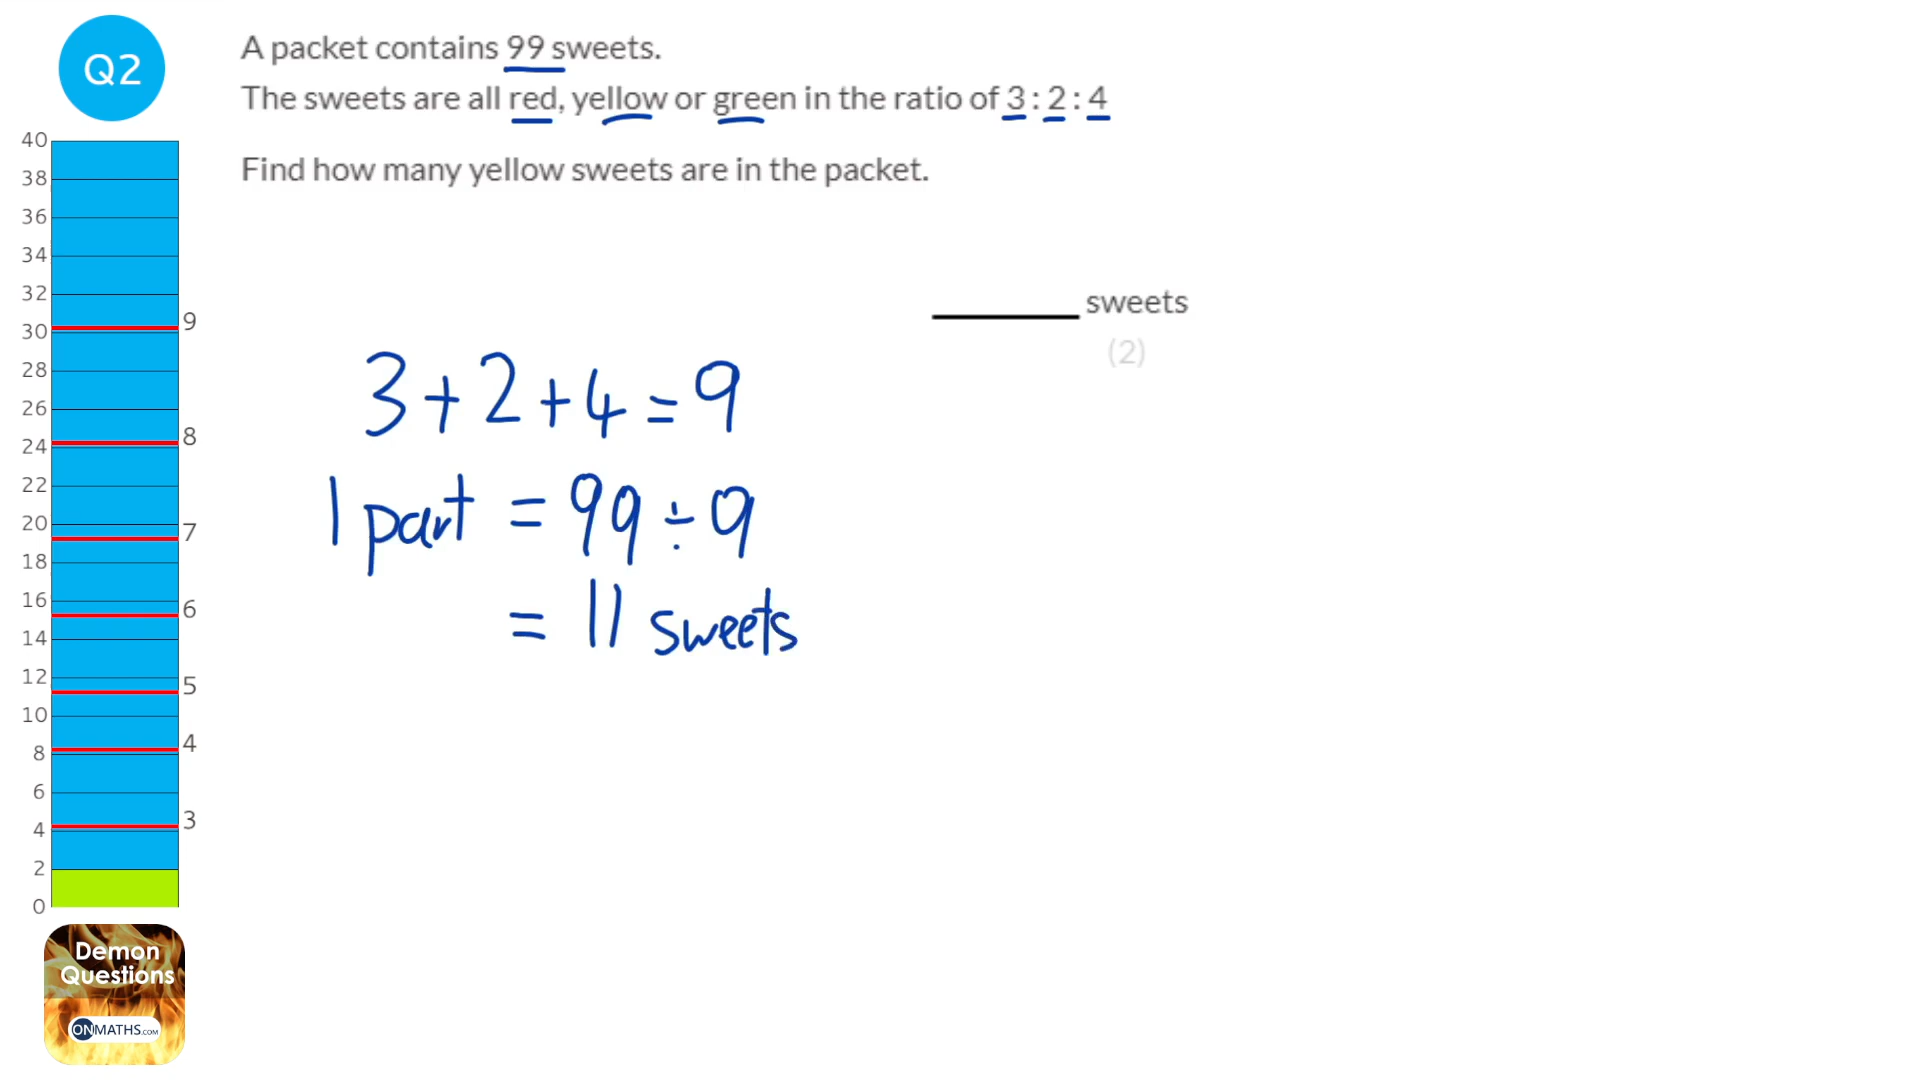 Q2
A packet contains 99 sweets.
The sweets are all red, yellow or green in the ratio of 3 : 2 : 4
Find how many yellow sweets are in the packet.
sweets
(2)
3 + 2 + 4 = 9
1 part = 99 ÷ 9
= 11 sweets
40
38
36
34
32
30
28
26
24
22
20
18
16
14
12
10
8
6
4
2
0
9
8
7
6
5
4
3
Demon
Questions
ONMATHS.COM